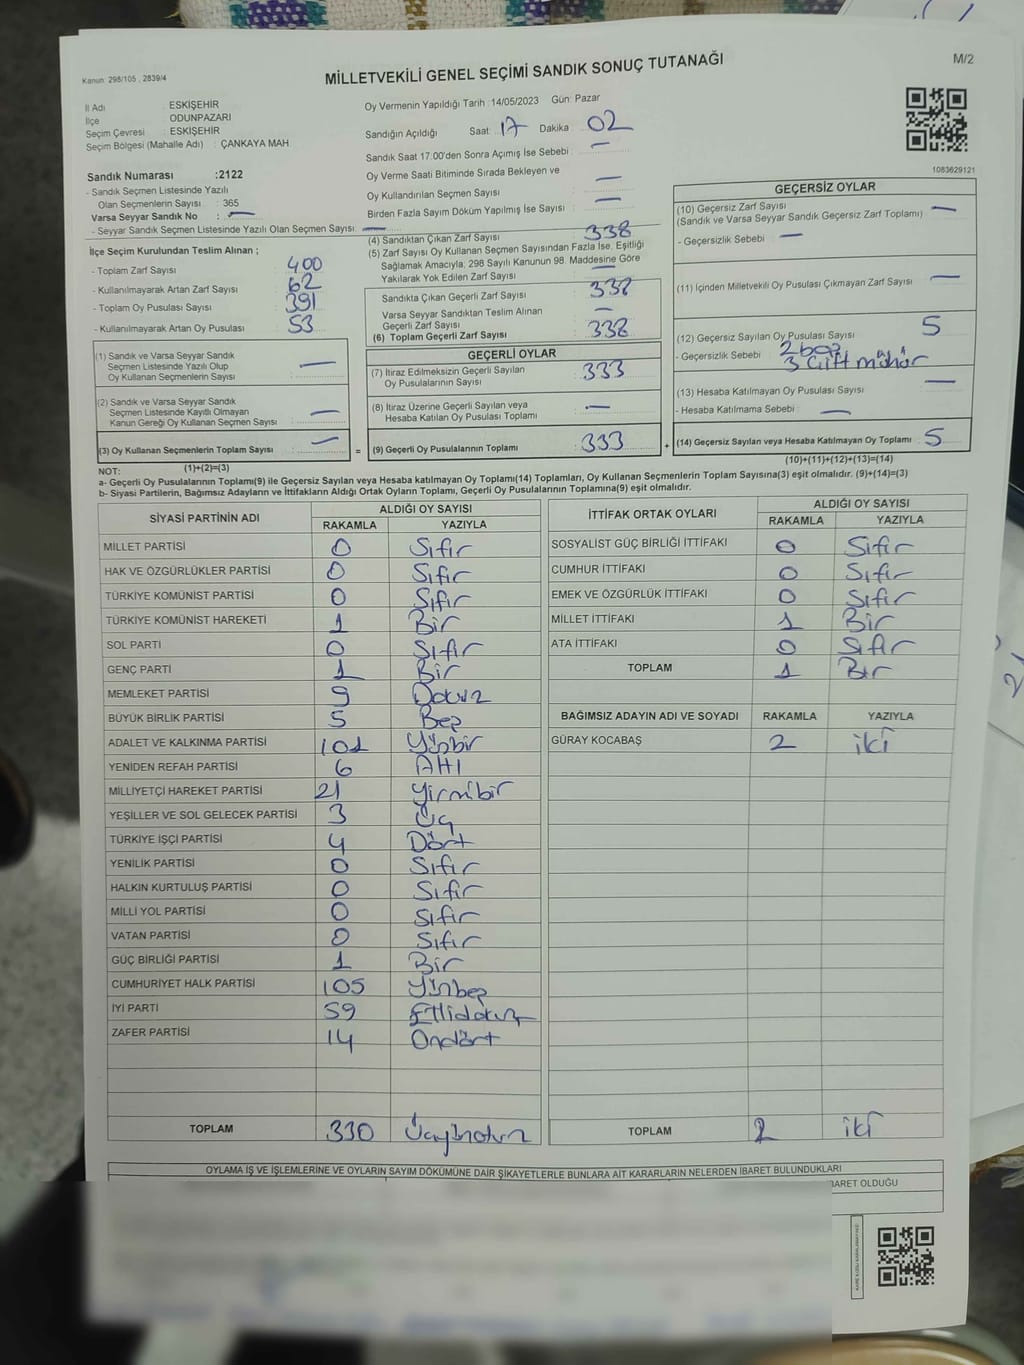 Kanun: 298/105 , 2839/4
MİLLETVEKİLİ GENEL SEÇİMİ SANDIK SONUÇ TUTANAĞI
M/2
İl Adı : ESKİŞEHİR
İlçe : ODUNPAZARI
Seçim Çevresi : ESKİŞEHİR
Seçim Bölgesi (Mahalle Adı) : ÇANKAYA MAH.
Sandık Numarası :2122
- Sandık Seçmen Listesinde Yazılı
Olan Seçmenlerin Sayısı : 365
Varsa Seyyar Sandık No : —
- Seyyar Sandık Seçmen Listesinde Yazılı Olan Seçmen Sayısı: —
İlçe Seçim Kurulundan Teslim Alınan ;
- Toplam Zarf Sayısı : 400
- Kullanılmayarak Artan Zarf Sayısı : 62
- Toplam Oy Pusulası Sayısı : 391
- Kullanılmayarak Artan Oy Pusulası : 53
(1) Sandık ve Varsa Seyyar Sandık
Seçmen Listesinde Yazılı Olup
Oy Kullanan Seçmenlerin Sayısı : —
(2) Sandık ve Varsa Seyyar Sandık
Seçmen Listesinde Kayıtlı Olmayan
Kanun Gereği Oy Kullanan Seçmen Sayısı : —
(3) Oy Kullanan Seçmenlerin Toplam Sayısı : —
(1)+(2)=(3)
Oy Vermenin Yapıldığı Tarih :14/05/2023 Gün: Pazar
Sandığın Açıldığı Saat: 17 Dakika : 02
Sandık Saat 17:00'den Sonra Açımış İse Sebebi : —
Oy Verme Saati Bitiminde Sırada Bekleyen ve
Oy Kullandırılan Seçmen Sayısı : —
Birden Fazla Sayım Döküm Yapılmış İse Sayısı : —
(4) Sandıktan Çıkan Zarf Sayısı : 338
(5) Zarf Sayısı Oy Kullanan Seçmen Sayısından Fazla İse, Eşitliği
Sağlamak Amacıyla, 298 Sayılı Kanunun 98. Maddesine Göre
Yakılarak Yok Edilen Zarf Sayısı : —
Sandıkta Çıkan Geçerli Zarf Sayısı : 338
Varsa Seyyar Sandıktan Teslim Alınan
Geçerli Zarf Sayısı : —
(6) Toplam Geçerli Zarf Sayısı : 338
GEÇERLİ OYLAR
(7) İtiraz Edilmeksizin Geçerli Sayılan
Oy Pusulalarının Sayısı : 333
(8) İtiraz Üzerine Geçerli Sayılan veya
Hesaba Katılan Oy Pusulası Toplamı : —
= (9) Geçerli Oy Pusulalarının Toplamı : 333 +
1083629121
GEÇERSİZ OYLAR
(10) Geçersiz Zarf Sayısı : —
(Sandık ve Varsa Seyyar Sandık Geçersiz Zarf Toplamı)
- Geçersizlik Sebebi : —
(11) İçinden Milletvekili Oy Pusulası Çıkmayan Zarf Sayısı : —
(12) Geçersiz Sayılan Oy Pusulası Sayısı : 5
- Geçersizlik Sebebi : 2 boş
3 Çift mühür
(13) Hesaba Katılmayan Oy Pusulası Sayısı : —
- Hesaba Katılmama Sebebi : —
(14) Geçersiz Sayılan veya Hesaba Katılmayan Oy Toplamı : 5
(10)+(11)+(12)+(13)=(14)
NOT:
a- Geçerli Oy Pusulalarının Toplamı(9) ile Geçersiz Sayılan veya Hesaba katılmayan Oy Toplamı(14) Toplamları, Oy Kullanan Seçmenlerin Toplam Sayısına(3) eşit olmalıdır. (9)+(14)=(3)
b- Siyasi Partilerin, Bağımsız Adayların ve İttifakların Aldığı Ortak Oyların Toplamı, Geçerli Oy Pusulalarının Toplamına(9) eşit olmalıdır.
SİYASİ PARTİNİN ADI ALDIĞI OY SAYISI
RAKAMLA YAZIYLA
MİLLET PARTİSİ 0 Sıfır
HAK VE ÖZGÜRLÜKLER PARTİSİ 0 Sıfır
TÜRKİYE KOMÜNİST PARTİSİ 0 Sıfır
TÜRKİYE KOMÜNİST HAREKETİ 1 Bir
SOL PARTİ 0 Sıfır
GENÇ PARTİ 1 Bir
MEMLEKET PARTİSİ 9 Dokuz
BÜYÜK BİRLİK PARTİSİ 5 Beş
ADALET VE KALKINMA PARTİSİ 101 Yüzbir
YENİDEN REFAH PARTİSİ 6 Altı
MİLLİYETÇİ HAREKET PARTİSİ 21 Yirmibir
YEŞİLLER VE SOL GELECEK PARTİSİ 3 Üç
TÜRKİYE İŞÇİ PARTİSİ 4 Dört
YENİLİK PARTİSİ 0 Sıfır
HALKIN KURTULUŞ PARTİSİ 0 Sıfır
MİLLİ YOL PARTİSİ 0 Sıfır
VATAN PARTİSİ 0 Sıfır
GÜÇ BİRLİĞİ PARTİSİ 1 Bir
CUMHURİYET HALK PARTİSİ 105 Yüzbeş
İYİ PARTİ 59 Ellidokuz
ZAFER PARTİSİ 14 Ondört
TOPLAM 330 Üçyüzotuz
İTTİFAK ORTAK OYLARI ALDIĞI OY SAYISI
RAKAMLA YAZIYLA
SOSYALİST GÜÇ BİRLİĞİ İTTİFAKI 0 Sıfır
CUMHUR İTTİFAKI 0 Sıfır
EMEK VE ÖZGÜRLÜK İTTİFAKI 0 Sıfır
MİLLET İTTİFAKI 1 Bir
ATA İTTİFAKI 0 Sıfır
TOPLAM 1 Bir
BAĞIMSIZ ADAYIN ADI VE SOYADI RAKAMLA YAZIYLA
GÜRAY KOCABAŞ 2 iki
TOPLAM 2 iki
OYLAMA İŞ VE İŞLEMLERİNE VE OYLARIN SAYIM DÖKÜMÜNE DAİR ŞİKAYETLERLE BUNLARA AİT KARARLARIN NELERDEN İBARET BULUNDUKLARI
BARET OLDUĞU